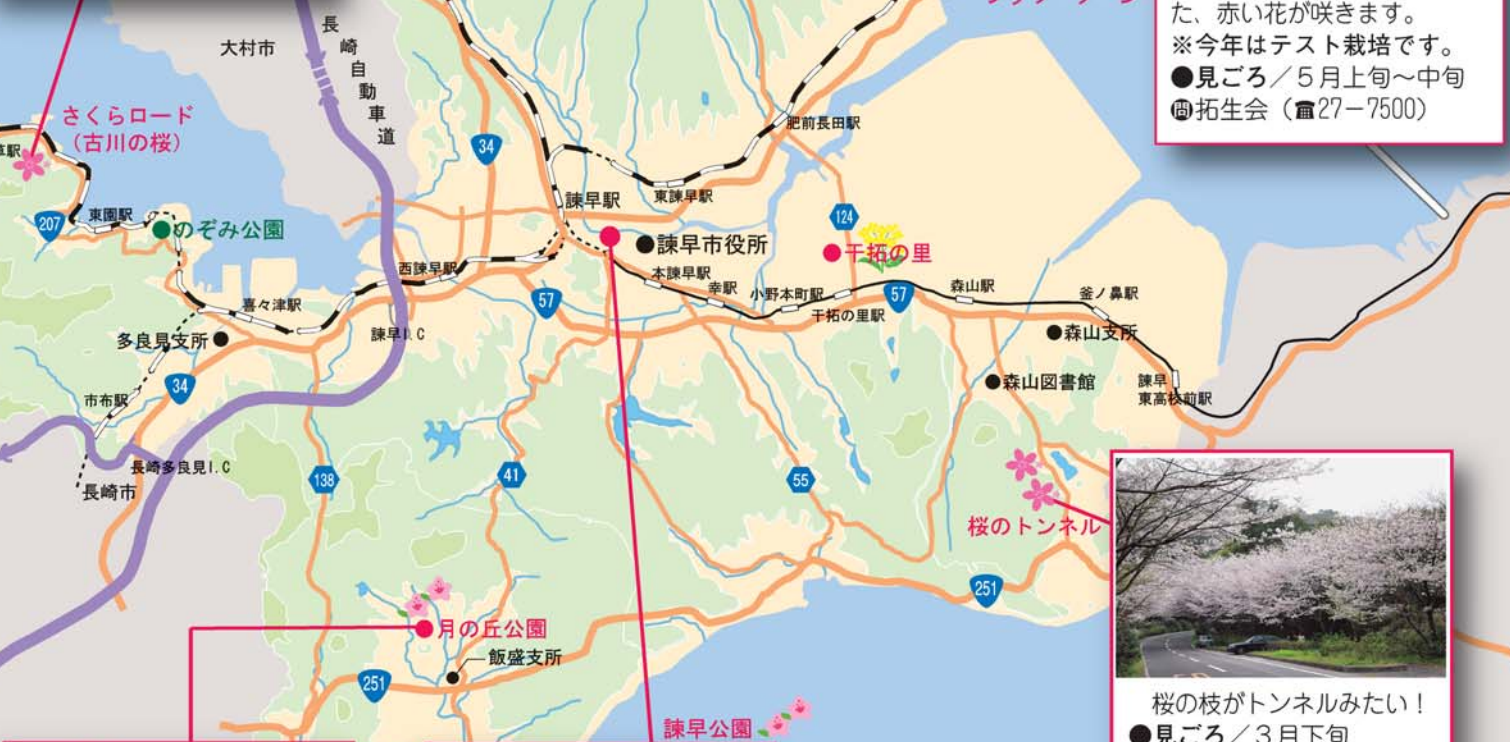 た、赤い花が咲きます。
※今年はテスト栽培です。
●見ごろ／５月上旬～中旬
問拓生会（☎27－7500）
大村市
長崎自動車道
さくらロード
（古川の桜）
34
肥前長田駅
207
東園駅
のぞみ公園
諫早駅
東諫早駅
124
諫早市役所
干拓の里
西諫早駅
本諫早駅
幸駅
小野本町駅
干拓の里駅
57
57
森山駅
釜ノ鼻駅
喜々津駅
諫早I.C
多良見支所
森山支所
森山図書館
諫早
東高校前駅
34
市布駅
長崎多良見I.C
長崎市
138
41
55
桜のトンネル
251
月の丘公園
飯盛支所
251
諫早公園
桜の枝がトンネルみたい！
●見ごろ／３月下旬